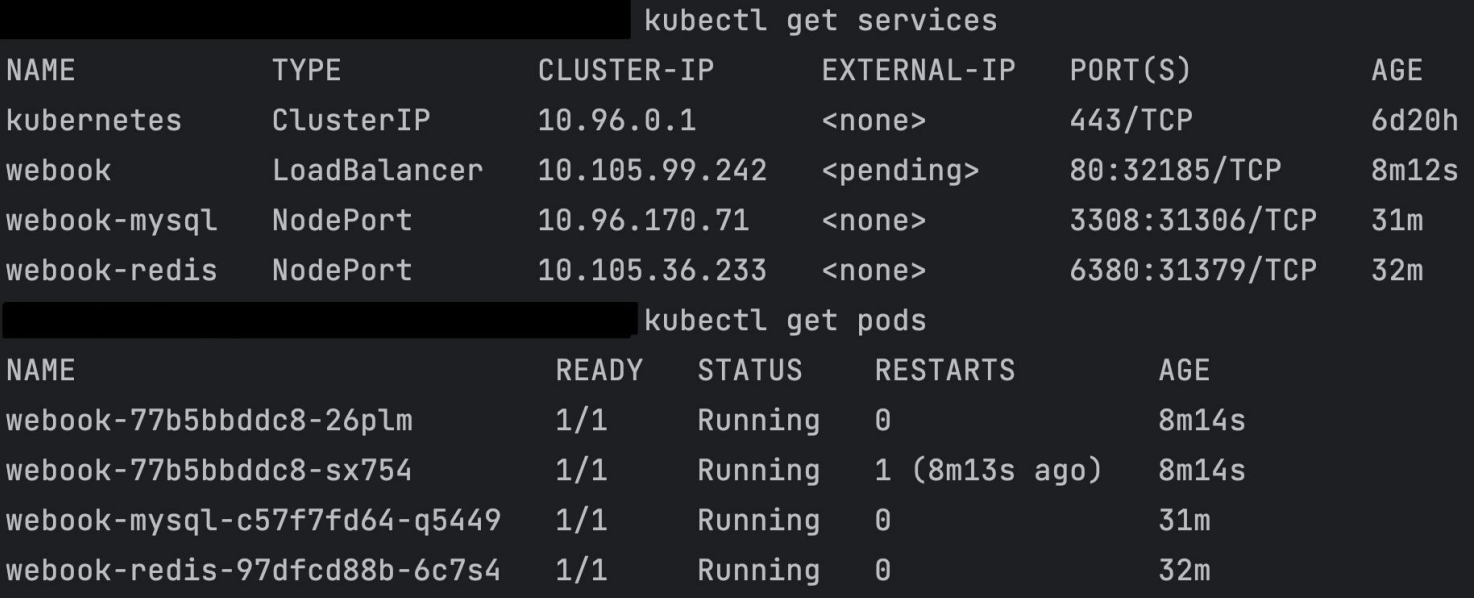 kubectl get services
NAME TYPE CLUSTER-IP EXTERNAL-IP PORT(S) AGE
kubernetes ClusterIP 10.96.0.1 <none> 443/TCP 6d20h
webook LoadBalancer 10.105.99.242 <pending> 80:32185/TCP 8m12s
webook-mysql NodePort 10.96.170.71 <none> 3308:31306/TCP 31m
webook-redis NodePort 10.105.36.233 <none> 6380:31379/TCP 32m
kubectl get pods
NAME READY STATUS RESTARTS AGE
webook-77b5bbddc8-26plm 1/1 Running 0 8m14s
webook-77b5bbddc8-sx754 1/1 Running 1 (8m13s ago) 8m14s
webook-mysql-c57f7fd64-q5449 1/1 Running 0 31m
webook-redis-97dfcd88b-6c7s4 1/1 Running 0 32m